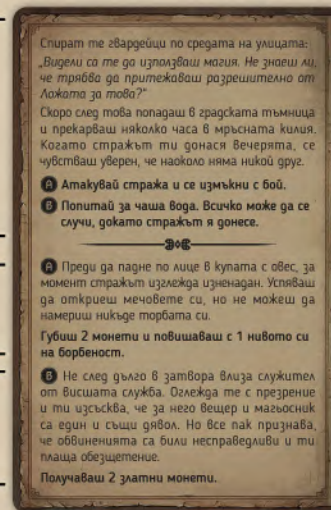 Спират те гвардейци по средата на улицата:
„Видели са те да използваш магия. Не знаеш ли,
че трябва да притежаваш разрешително от
Ложата за това?“
Скоро след това попадаш в градската тъмница
и прекарваш няколко часа в мръсната килия.
Когато стражът ти донася вечерята, се
чувстваш уверен, че наоколо няма никой друг.
A Атакувай стража и се измъкни с бой.
B Попитай за чаша вода. Всичко може да се
случи, докато стражът я донесе.
A Преди да падне по лице в купата с овес, за
момент стражът изглежда изненадан. Успяваш
да откриеш мечовете си, но не можеш да
намериш никъде торбата си.
Губиш 2 монети и повишаваш с 1 нивото си
на борбеност.
B Не след дълго в затвора влиза служител
от висшата служба. Оглежда те с презрение
и ти изсъсква, че за него вещер и магьосник
са един и същи дявол. Но все пак признава,
че обвиненията са били несправедливи и ти
плаща обезщетение.
Получаваш 2 златни монети.